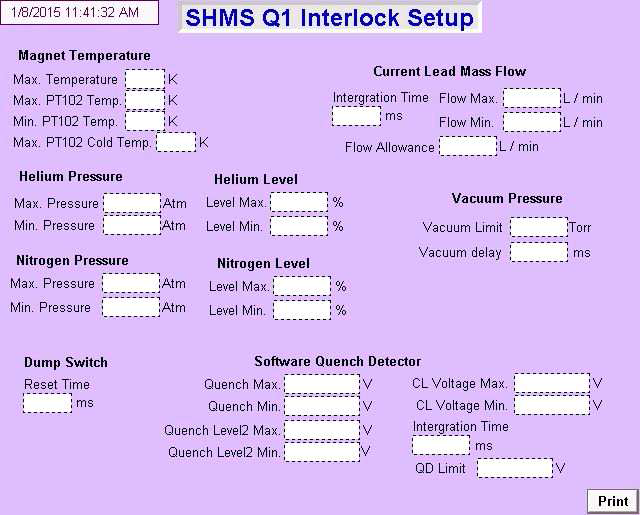 1/8/2015 11:41:32 AM
SHMS Q1 Interlock Setup
Magnet Temperature
Max. Temperature K
Max. PT102 Temp. K
Min. PT102 Temp. K
Max. PT102 Cold Temp. K
Current Lead Mass Flow
Intergration Time
ms
Flow Max. L / min
Flow Min. L / min
Flow Allowance L / min
Helium Pressure
Max. Pressure Atm
Min. Pressure Atm
Helium Level
Level Max. %
Level Min. %
Vacuum Pressure
Vacuum Limit Torr
Vacuum delay ms
Nitrogen Pressure
Max. Pressure Atm
Min. Pressure Atm
Nitrogen Level
Level Max. %
Level Min. %
Dump Switch
Reset Time
ms
Software Quench Detector
Quench Max. V
Quench Min. V
Quench Level2 Max. V
Quench Level2 Min. V
CL Voltage Max. V
CL Voltage Min. V
Intergration Time
ms
QD Limit V
Print